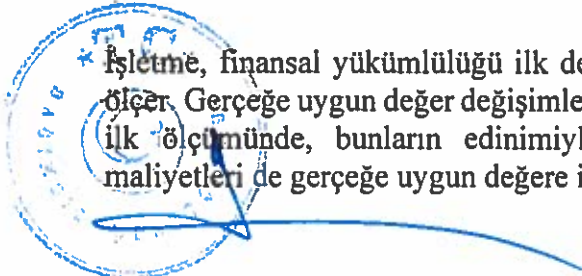 İşletme, finansal yükümlülüğü ilk de
ölçer. Gerçeğe uygun değer değişimle
ilk ölçümünde, bunların edinimiyl
maliyetleri de gerçeğe uygun değere i